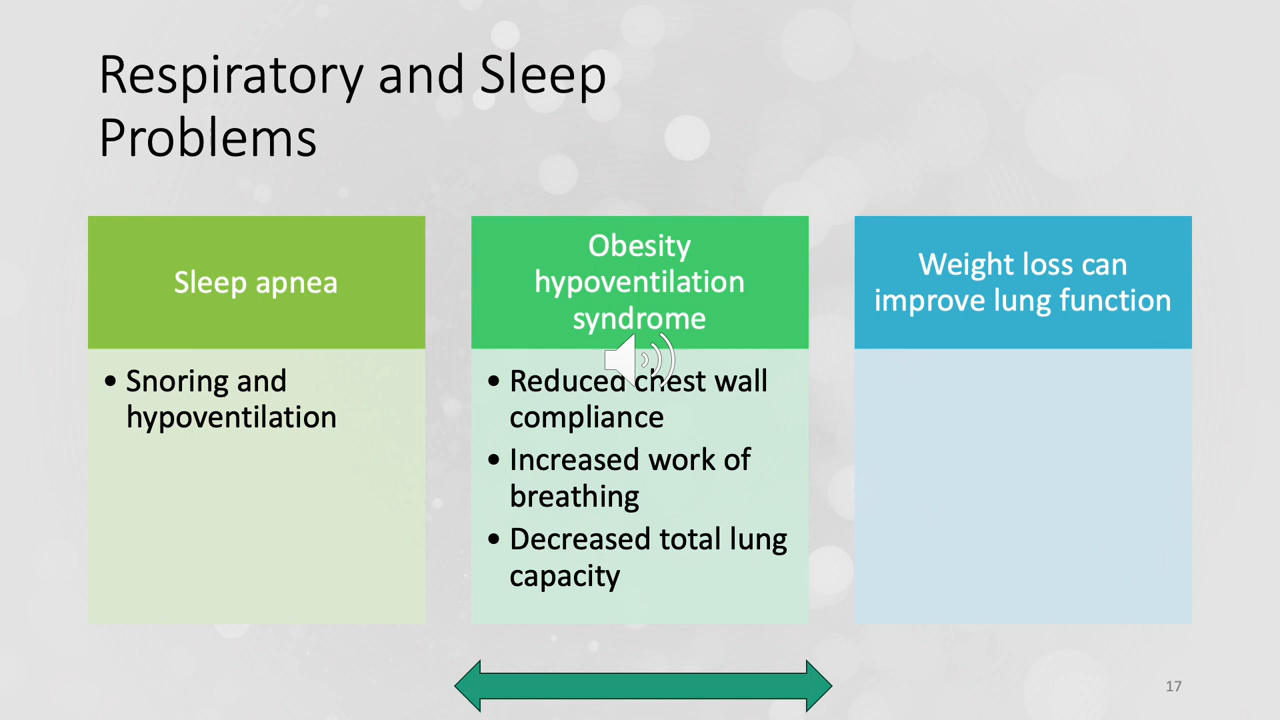 Respiratory and Sleep
Problems
Sleep apnea
• Snoring and
hypoventilation
Obesity
hypoventilation
syndrome
• Reduced chest wall
compliance
• Increased work of
breathing
• Decreased total lung
capacity
Weight loss can
improve lung function
17